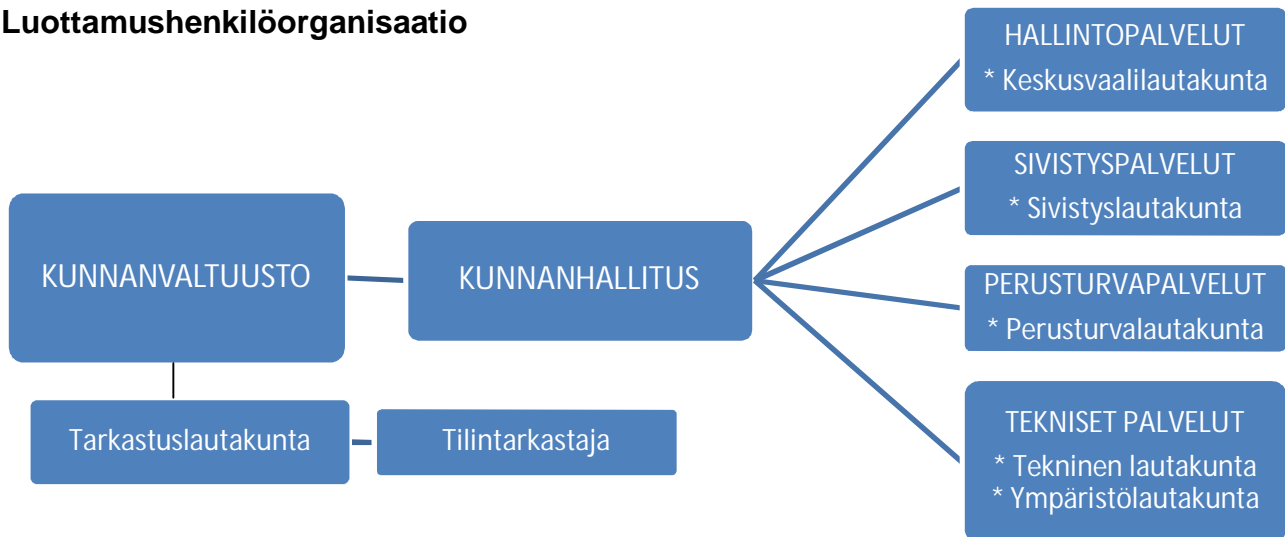 Luottamushenkilöorganisaatio
KUNNANVALTUUSTO
KUNNANHALLITUS
Tarkastuslautakunta
Tilintarkastaja
HALLINTOPALVELUT
* Keskusvaalilautakunta
SIVISTYSPALVELUT
* Sivistyslautakunta
PERUSTURVAPALVELUT
* Perusturvalautakunta
TEKNISET PALVELUT
* Tekninen lautakunta
* Ympäristölautakunta